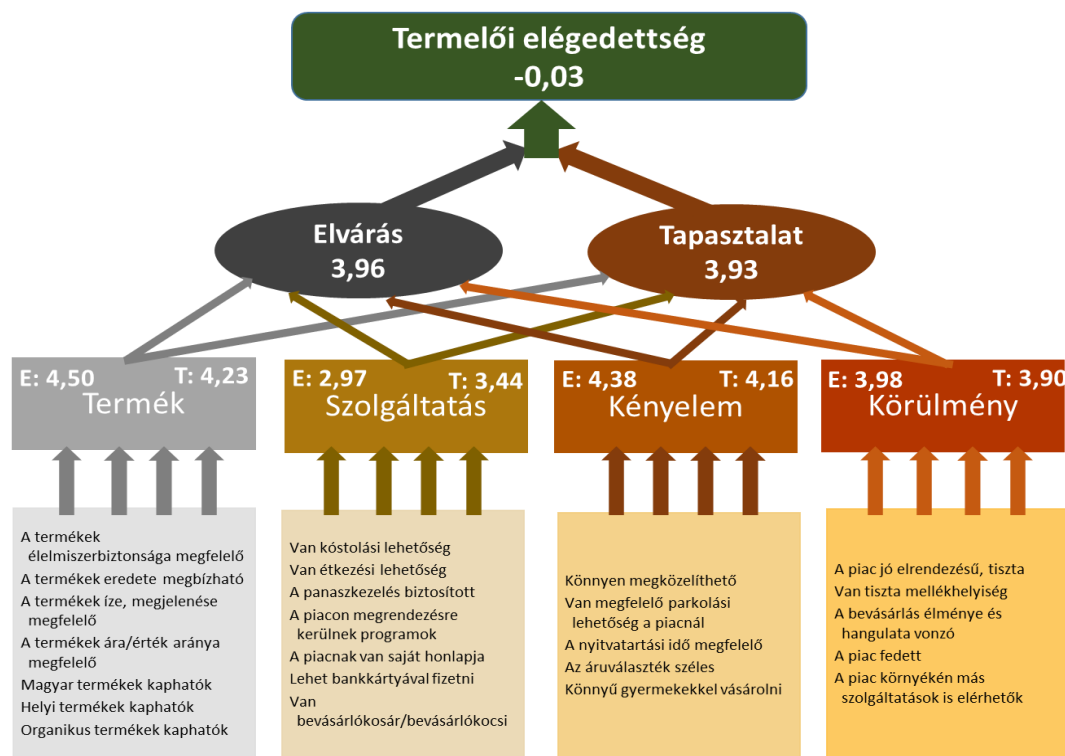 Termelői elégedettség
-0,03
Elvárás
3,96
Tapasztalat
3,93
E: 4,50 T: 4,23
Termék
E: 2,97 T: 3,44
Szolgáltatás
E: 4,38 T: 4,16
Kényelem
E: 3,98 T: 3,90
Körülmény
A termékek
élelmiszerbiztonsága megfelelő
A termékek eredete megbízható
A termékek íze, megjelenése
megfelelő
A termékek ára/érték aránya
megfelelő
Magyar termékek kaphatók
Helyi termékek kaphatók
Organikus termékek kaphatók
Van kóstolási lehetőség
Van étkezési lehetőség
A panaszkezelés biztosított
A piacon megrendezésre
kerülnek programok
A piacnak van saját honlapja
Lehet bankkártyával fizetni
Van
bevásárlókosár/bevásárlókocsi
Könnyen megközelíthető
Van megfelelő parkolási
lehetőség a piacnál
A nyitvatartási idő megfelelő
Az áruválaszték széles
Könnyű gyermekekkel vásárolni
A piac jó elrendezésű, tiszta
Van tiszta mellékhelyiség
A bevásárlás élménye és
hangulata vonzó
A piac fedett
A piac környékén más
szolgáltatások is elérhetők